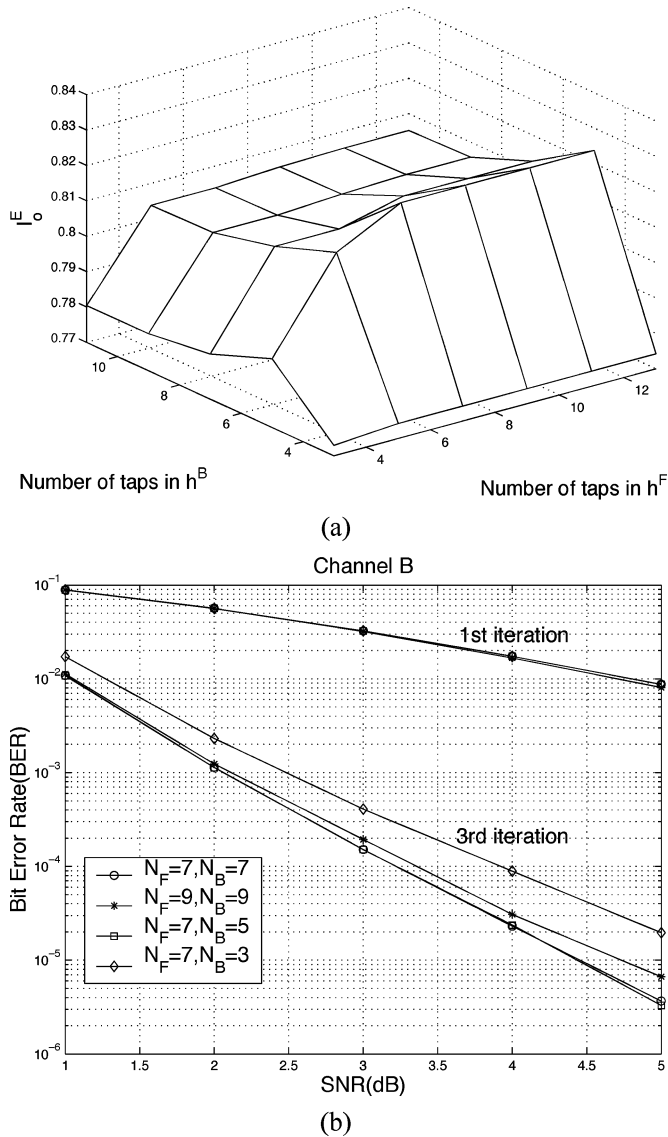 0.84
0.83
0.82
0.81
0.8
0.79
0.78
0.77
I_o^E
10
8
6
4
4
6
8
10
12
Number of taps in h^B
Number of taps in h^F
(a)
Channel B
10^-1
10^-2
10^-3
10^-4
10^-5
10^-6
Bit Error Rate(BER)
1st iteration
3rd iteration
N_F=7,N_B=7
N_F=9,N_B=9
N_F=7,N_B=5
N_F=7,N_B=3
1 1.5 2 2.5 3 3.5 4 4.5 5
SNR(dB)
(b)